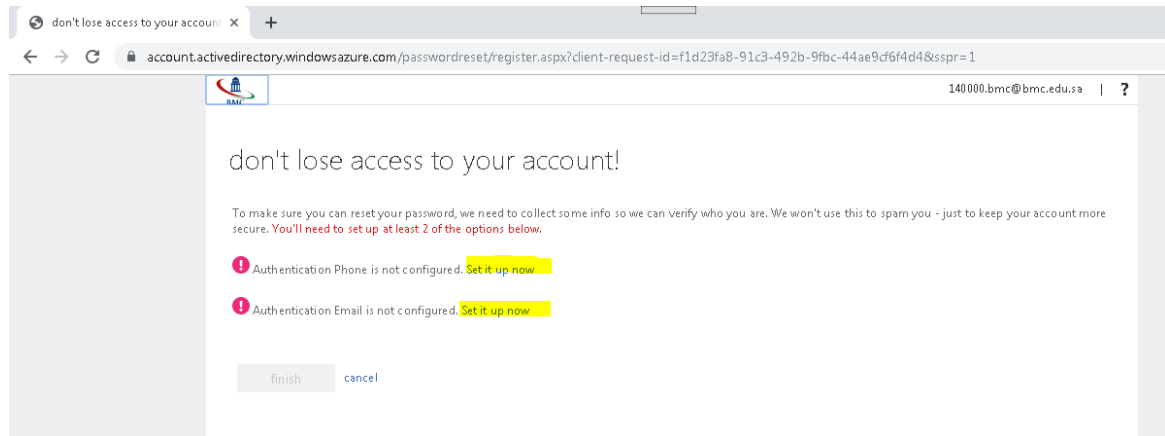 don't lose access to your accoun
account.activedirectory.windowsazure.com/passwordreset/register.aspx?client-request-id=f1d23fa8-91c3-492b-9fbc-44ae9cf6f4d4&sspr=1
BMC
140000.bmc@bmc.edu.sa | ?
don't lose access to your account!
To make sure you can reset your password, we need to collect some info so we can verify who you are. We won't use this to spam you - just to keep your account more
secure. You'll need to set up at least 2 of the options below.
! Authentication Phone is not configured. Set it up now
! Authentication Email is not configured. Set it up now
finish cancel